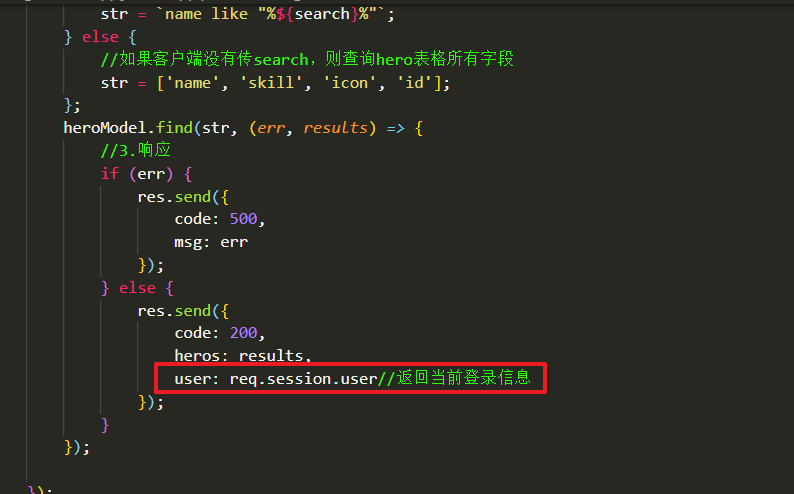 str = `name like "%${search}%"`;
} else {
//如果客户端没有传search，则查询hero表格所有字段
str = ['name', 'skill', 'icon', 'id'];
};
heroModel.find(str, (err, results) => {
//3.响应
if (err) {
res.send({
code: 500,
msg: err
});
} else {
res.send({
code: 200,
heros: results,
user: req.session.user//返回当前登录信息
});
}
});
});